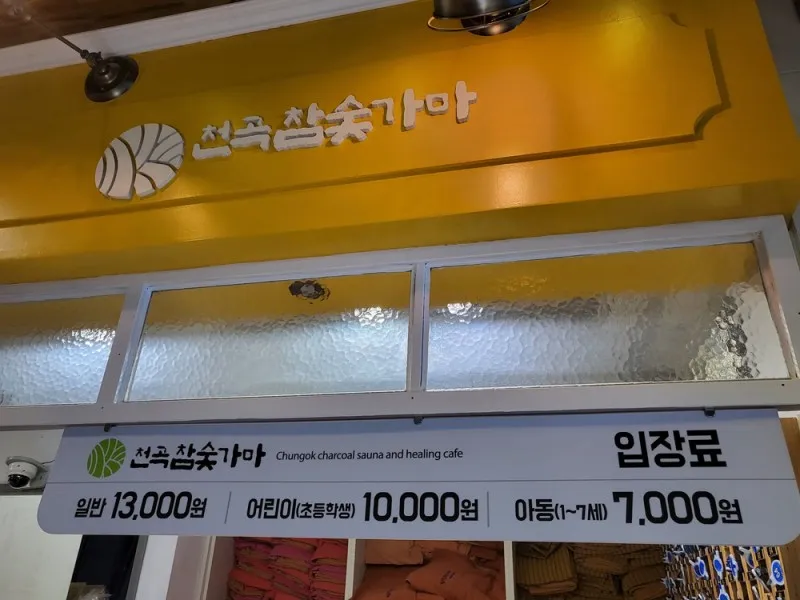 천곡참숯가마
천곡참숯가마 Chungok charcoal sauna and healing cafe 입장료
일반 13,000원 어린이(초등학생) 10,000원 아동(1~7세) 7,000원